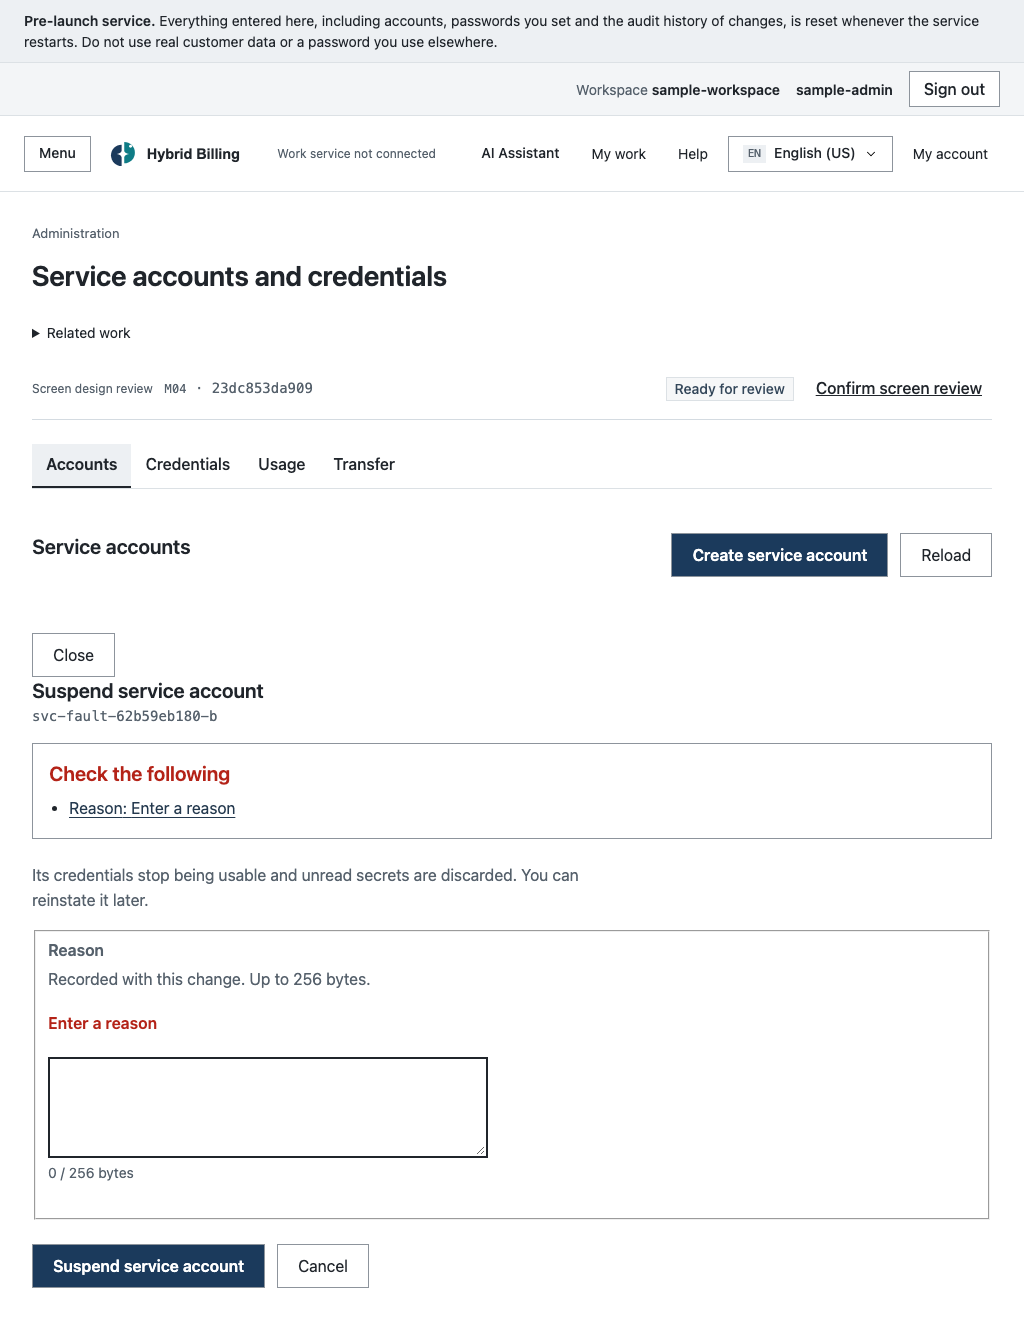 Pre-launch service. Everything entered here, including accounts, passwords you set and the audit history of changes, is reset whenever the service
restarts. Do not use real customer data or a password you use elsewhere.
Workspace sample-workspace sample-admin Sign out
Menu Hybrid Billing Work service not connected AI Assistant My work Help EN English (US) My account
Administration
Service accounts and credentials
Related work
Screen design review M04 · 23dc853da909 Ready for review Confirm screen review
Accounts Credentials Usage Transfer
Service accounts Create service account Reload
Close
Suspend service account
svc-fault-62b59eb180-b
Check the following
• Reason: Enter a reason
Its credentials stop being usable and unread secrets are discarded. You can
reinstate it later.
Reason
Recorded with this change. Up to 256 bytes.
Enter a reason
0 / 256 bytes
Suspend service account Cancel